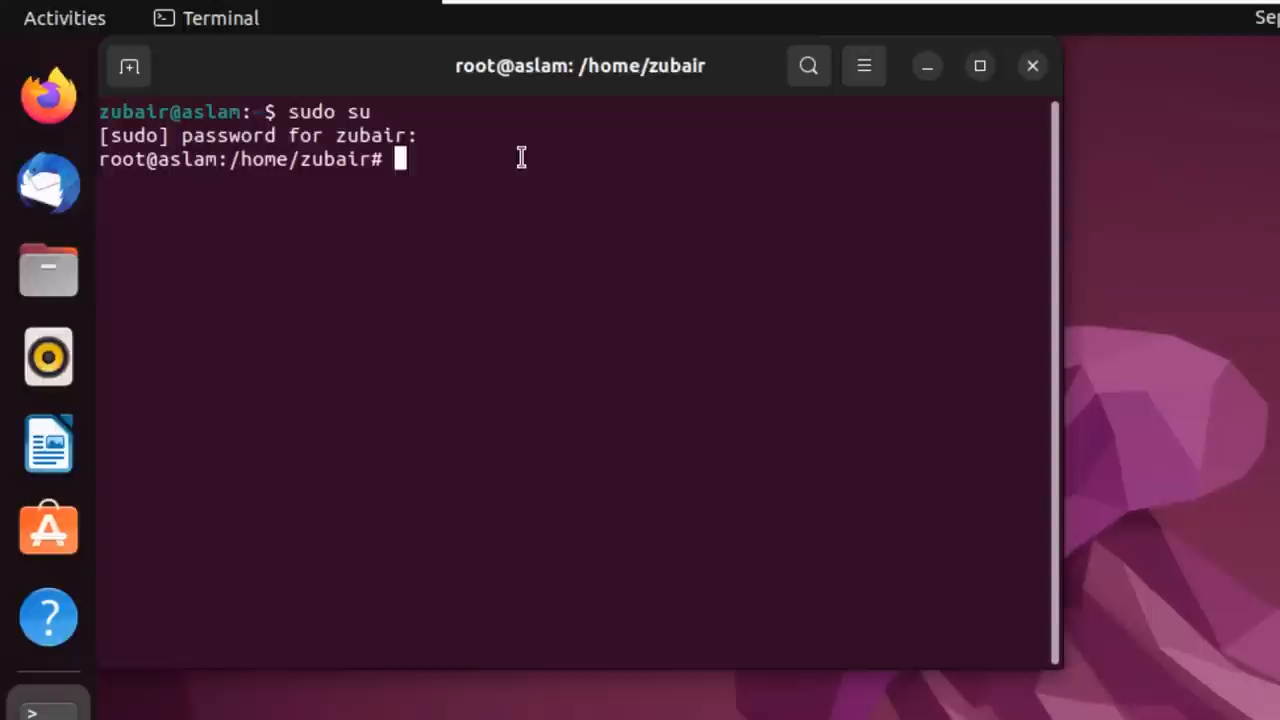 Activities Terminal Sep
root@aslam: /home/zubair
zubair@aslam:~$ sudo su
[sudo] password for zubair:
root@aslam:/home/zubair#